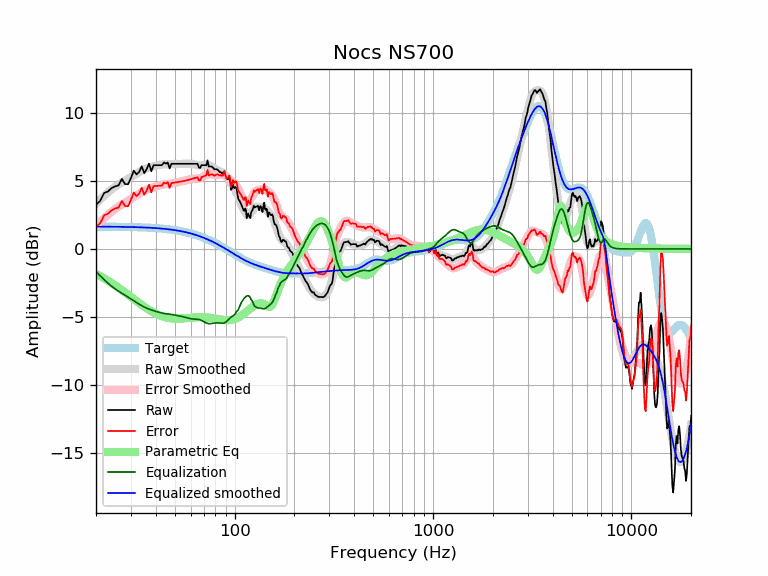 Nocs NS700
Amplitude (dBr)
10
5
0
−5
−10
−15
Target
Raw Smoothed
Error Smoothed
Raw
Error
Parametric Eq
Equalization
Equalized smoothed
100 1000 10000
Frequency (Hz)